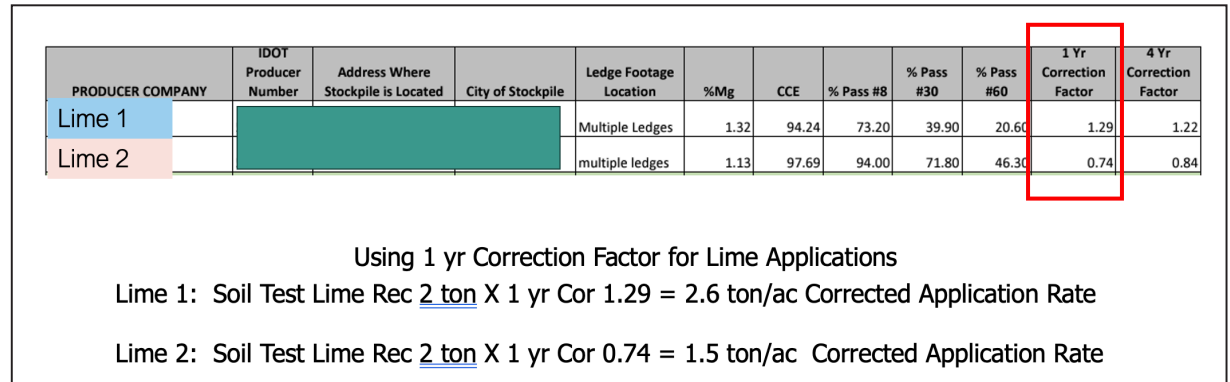 PRODUCER COMPANY IDOT Producer Number Address Where Stockpile is Located City of Stockpile Ledge Footage Location %Mg CCE % Pass #8 % Pass #30 % Pass #60 1 Yr Correction Factor 4 Yr Correction Factor
Lime 1 Multiple Ledges 1.32 94.24 73.20 39.90 20.60 1.29 1.22
Lime 2 multiple ledges 1.13 97.69 94.00 71.80 46.30 0.74 0.84
Using 1 yr Correction Factor for Lime Applications
Lime 1: Soil Test Lime Rec 2 ton X 1 yr Cor 1.29 = 2.6 ton/ac Corrected Application Rate
Lime 2: Soil Test Lime Rec 2 ton X 1 yr Cor 0.74 = 1.5 ton/ac Corrected Application Rate